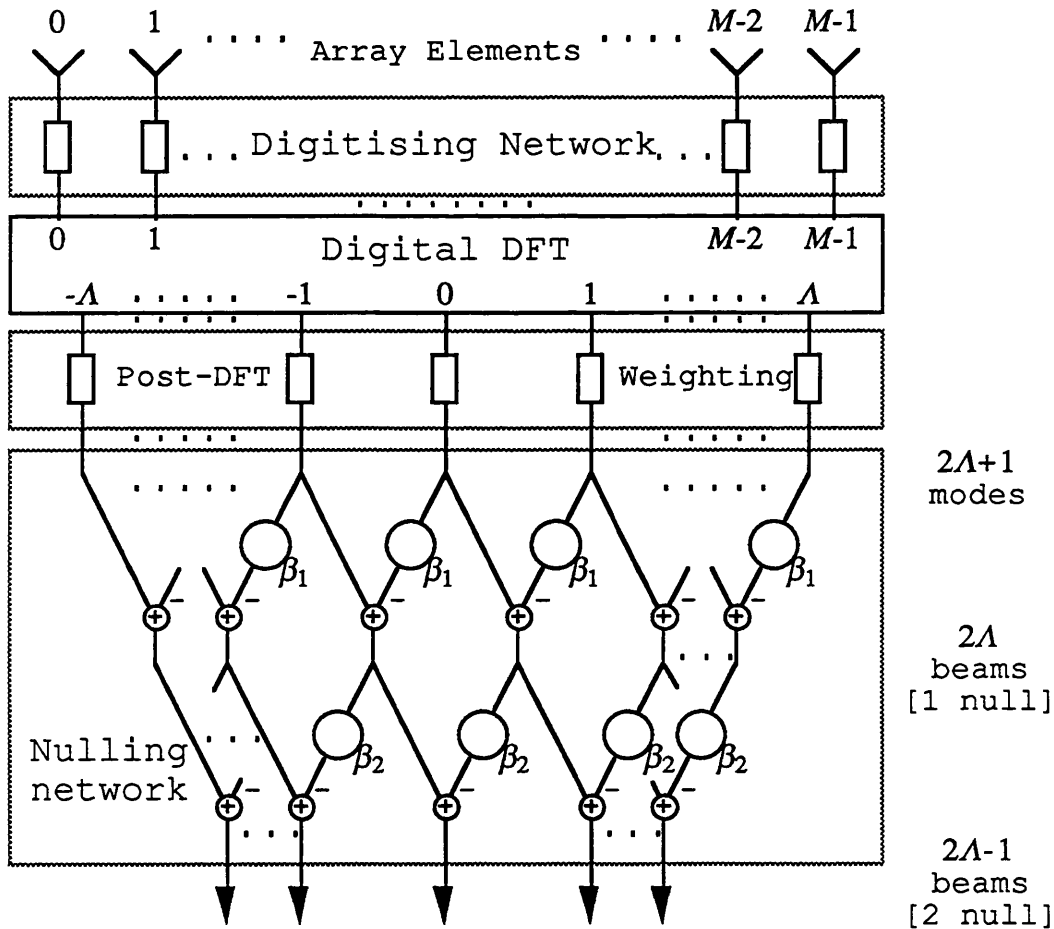 0 1 .... Array Elements .... M-2 M-1
... Digitising Network ...
........
0 1 Digital DFT M-2 M-1
-Λ ..... -1 0 1 ..... Λ
Post-DFT Weighting
2Λ+1
modes
β1 β1 β1 β1
- - - - - -
+ + + + + +
2Λ
beams
[1 null]
β2 β2 β2 β2
Nulling
network
- - - - -
+ + + + +
2Λ-1
beams
[2 null]